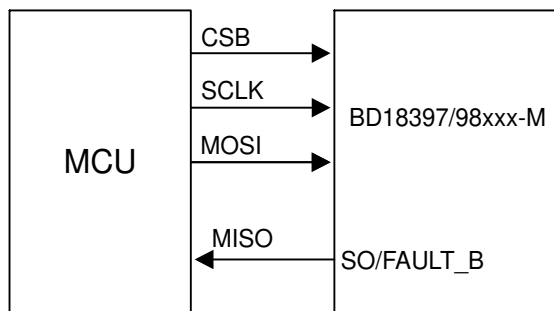 CSB
SCLK
BD18397/98xxx-M
MCU
MOSI
MISO
SO/FAULT_B